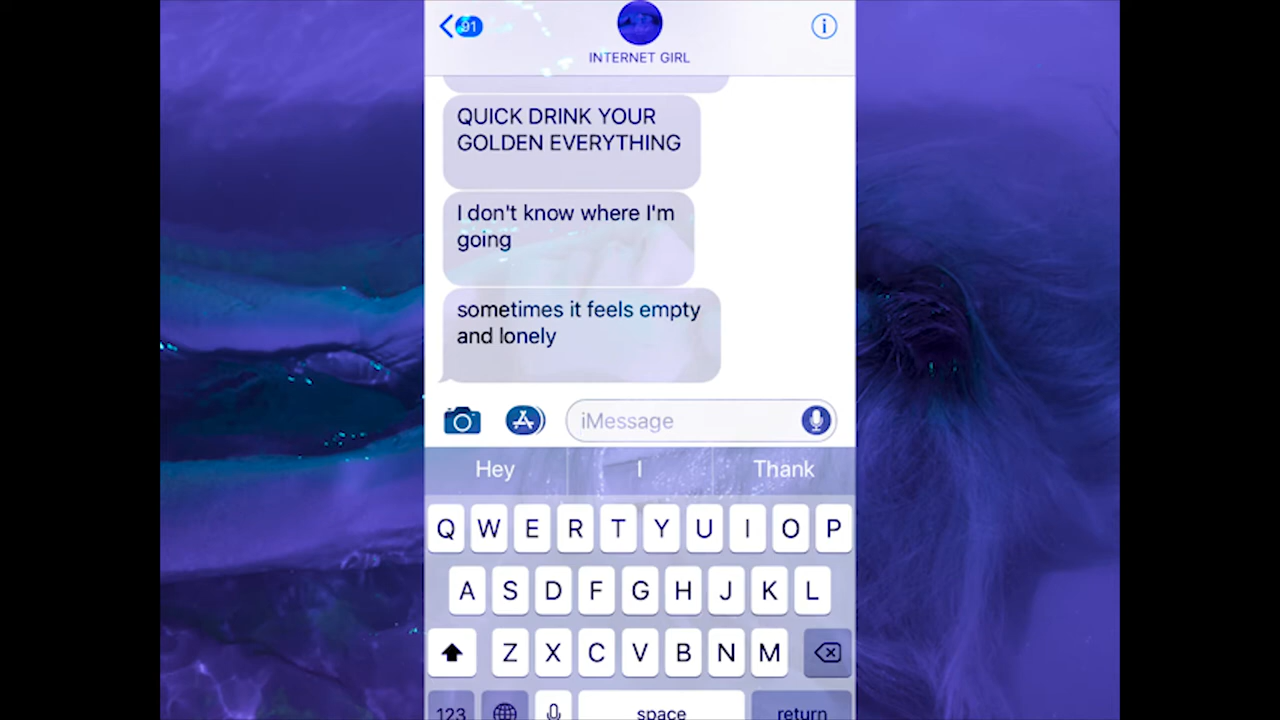 91
INTERNET GIRL
QUICK DRINK YOUR
GOLDEN EVERYTHING
I don't know where I'm
going
sometimes it feels empty
and lonely
iMessage
Hey I Thank
Q W E R T Y U I O P
A S D F G H J K L
Z X C V B N M
123 space return